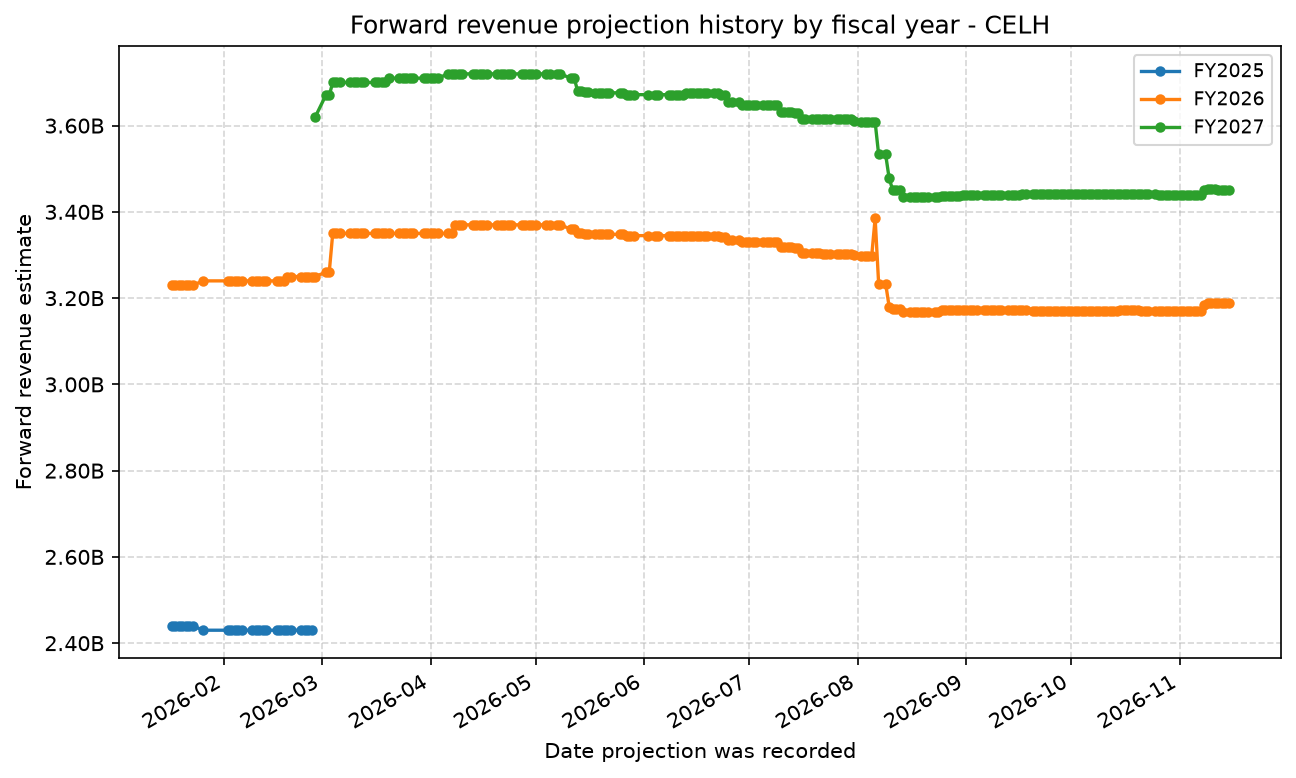 Forward revenue projection history by fiscal year - CELH
FY2025
FY2026
FY2027
Forward revenue estimate
3.60B
3.40B
3.20B
3.00B
2.80B
2.60B
2.40B
2026-02
2026-03
2026-04
2026-05
2026-06
2026-07
2026-08
2026-09
2026-10
2026-11
Date projection was recorded